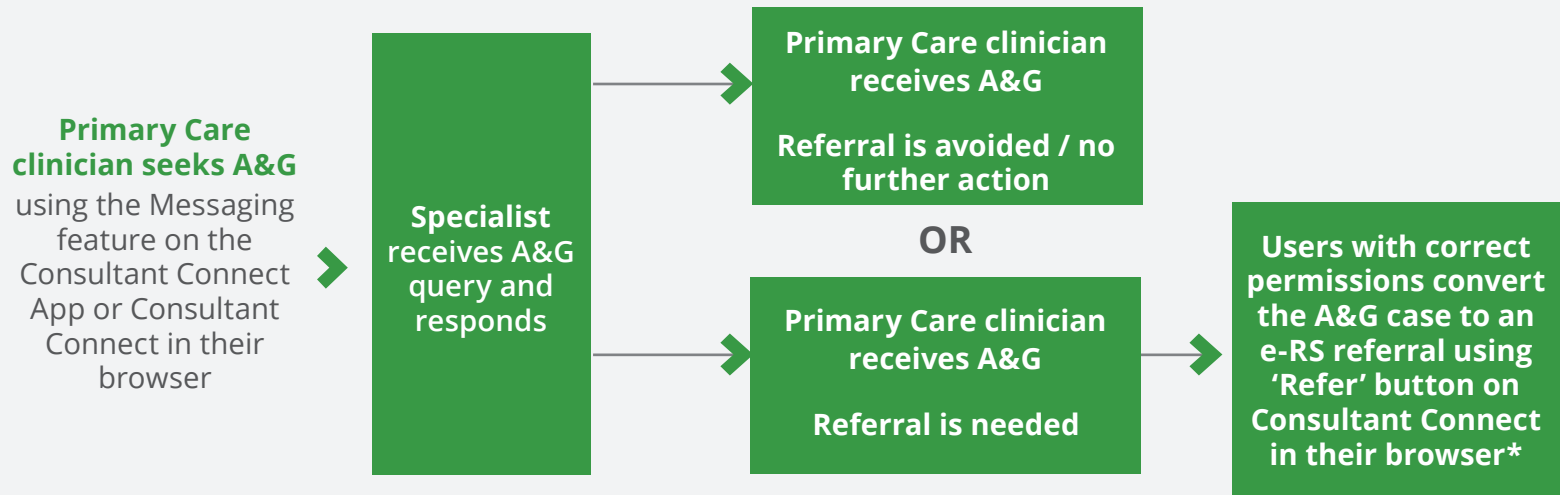 Primary Care
clinician seeks A&G
using the Messaging
feature on the
Consultant Connect
App or Consultant
Connect in their
browser
Specialist
receives A&G
query and
responds
Primary Care clinician
receives A&G
Referral is avoided / no
further action
OR
Primary Care clinician
receives A&G
Referral is needed
Users with correct
permissions convert
the A&G case to an
e-RS referral using
‘Refer’ button on
Consultant Connect
in their browser*